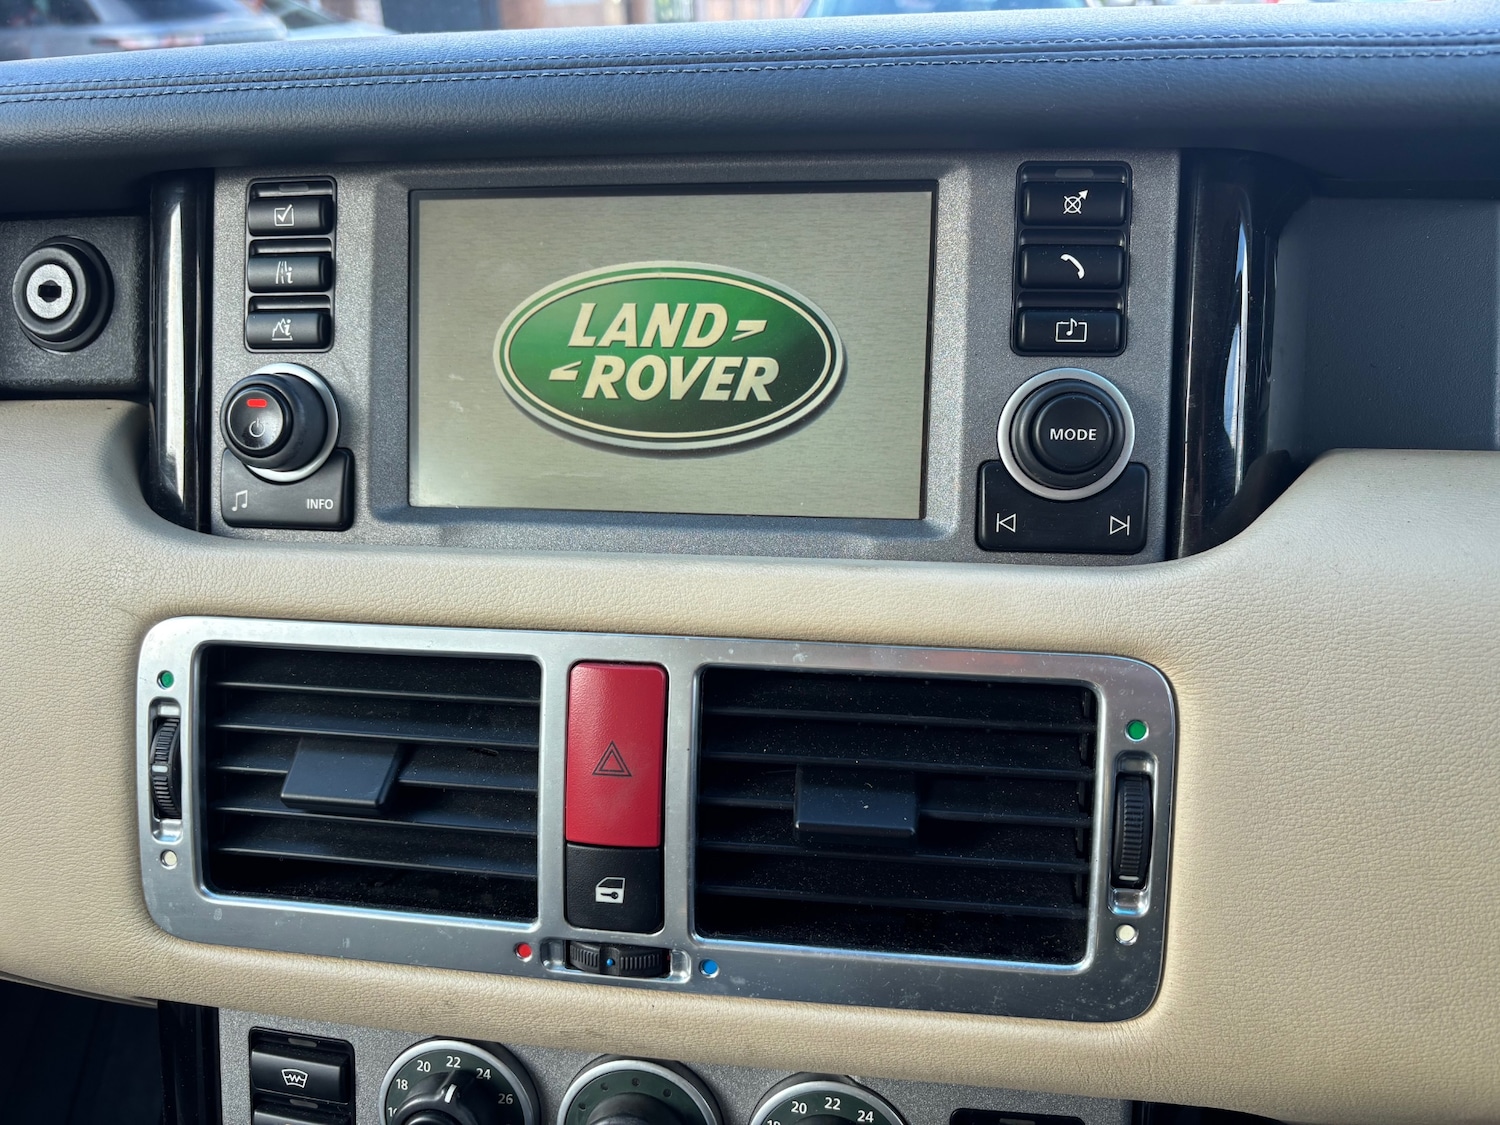 LAND
ROVER
MODE
INFO
18 20 22 24 26
20 22 24